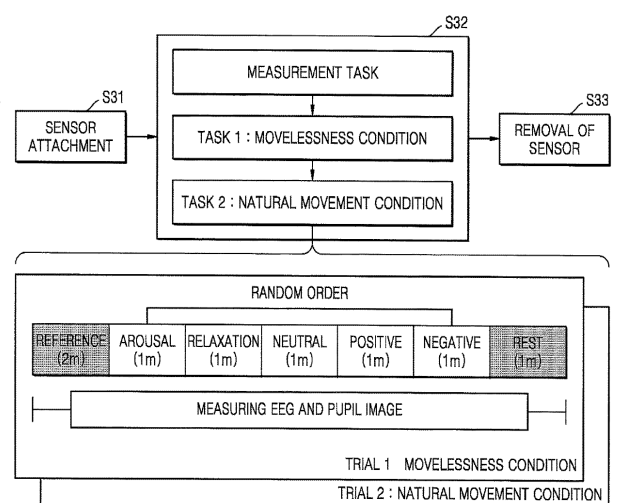 S32
MEASUREMENT TASK
S31
SENSOR
ATTACHMENT
TASK 1 : MOVELESSNESS CONDITION
S33
REMOVAL OF
SENSOR
TASK 2 : NATURAL MOVEMENT CONDITION
RANDOM ORDER
REFERENCE
(2m)
AROUSAL
(1m)
RELAXATION
(1m)
NEUTRAL
(1m)
POSITIVE
(1m)
NEGATIVE
(1m)
REST
(1m)
MEASURING EEG AND PUPIL IMAGE
TRIAL 1 MOVELESSNESS CONDITION
TRIAL 2 : NATURAL MOVEMENT CONDITION